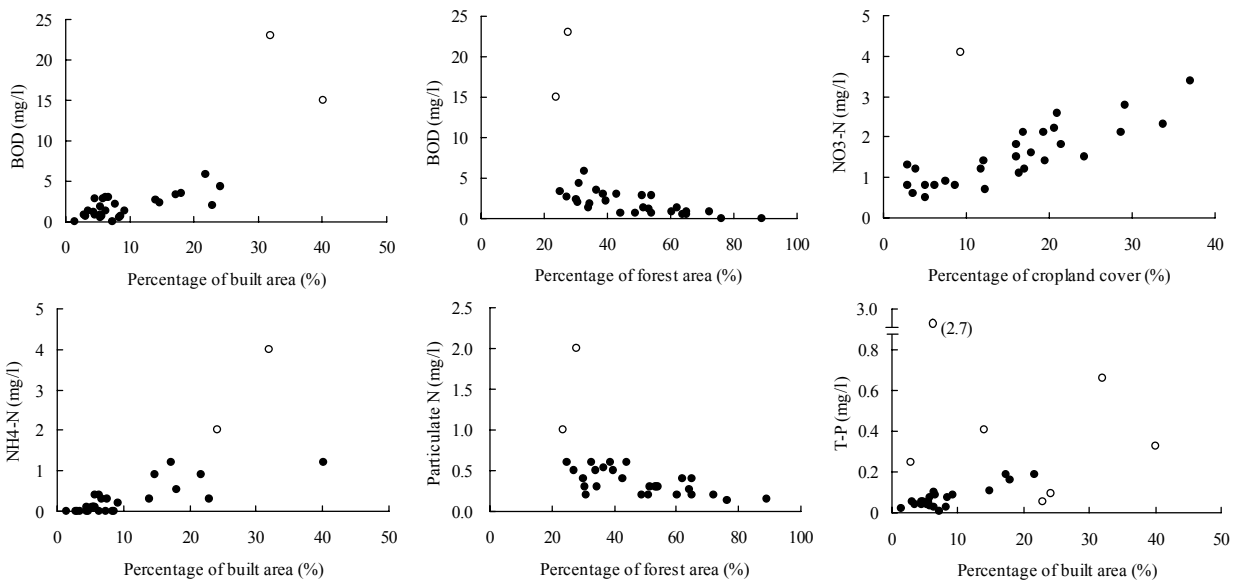 25
20
15
10
5
0
BOD (mg/l)
0 10 20 30 40 50
Percentage of built area (%)
25
20
15
10
5
0
BOD (mg/l)
0 20 40 60 80 100
Percentage of forest area (%)
5
4
3
2
1
0
NO3-N (mg/l)
0 10 20 30 40
Percentage of cropland cover (%)
5
4
3
2
1
0
NH4-N (mg/l)
0 10 20 30 40 50
Percentage of built area (%)
2.5
2.0
1.5
1.0
0.5
0.0
Particulate N (mg/l)
0 20 40 60 80 100
Percentage of forest area (%)
3.0
(2.7)
0.8
0.6
0.4
0.2
0
T-P (mg/l)
0 10 20 30 40 50
Percentage of built area (%)